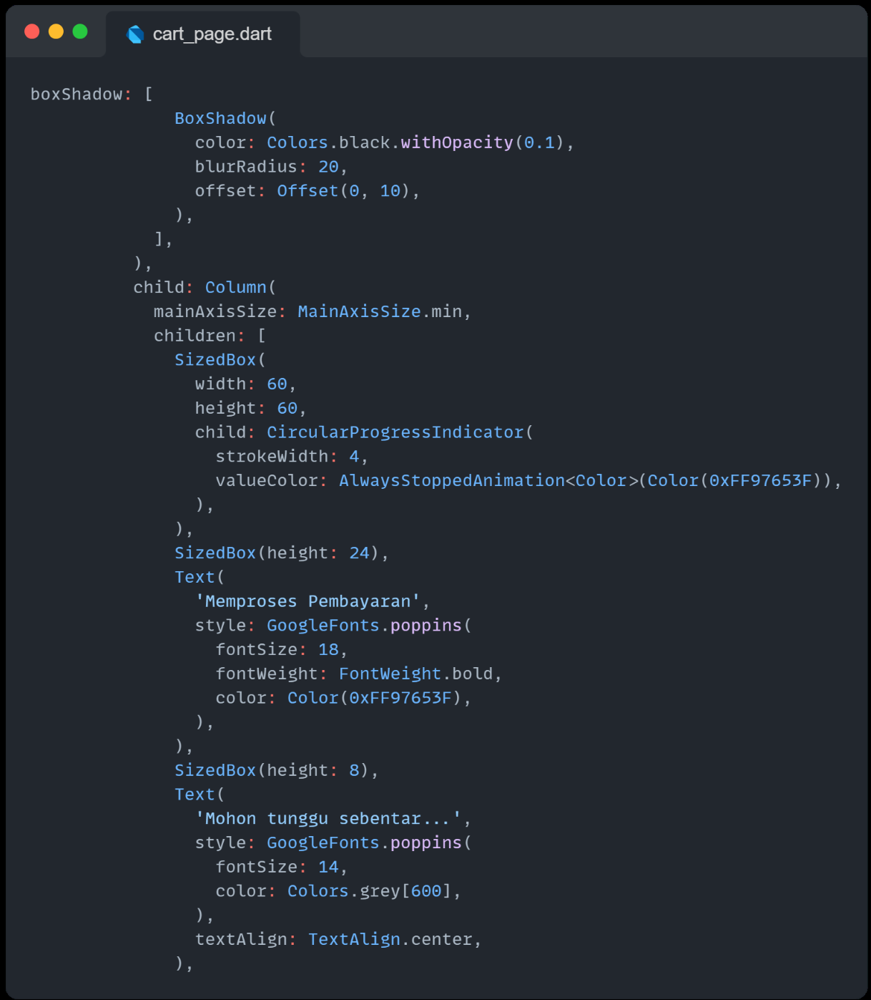 cart_page.dart
boxShadow: [
BoxShadow(
color: Colors.black.withOpacity(0.1),
blurRadius: 20,
offset: Offset(0, 10),
),
],
),
child: Column(
mainAxisSize: MainAxisSize.min,
children: [
SizedBox(
width: 60,
height: 60,
child: CircularProgressIndicator(
strokeWidth: 4,
valueColor: AlwaysStoppedAnimation<Color>(Color(0xFF97653F)),
),
),
SizedBox(height: 24),
Text(
'Memproses Pembayaran',
style: GoogleFonts.poppins(
fontSize: 18,
fontWeight: FontWeight.bold,
color: Color(0xFF97653F),
),
),
SizedBox(height: 8),
Text(
'Mohon tunggu sebentar...',
style: GoogleFonts.poppins(
fontSize: 14,
color: Colors.grey[600],
),
textAlign: TextAlign.center,
),